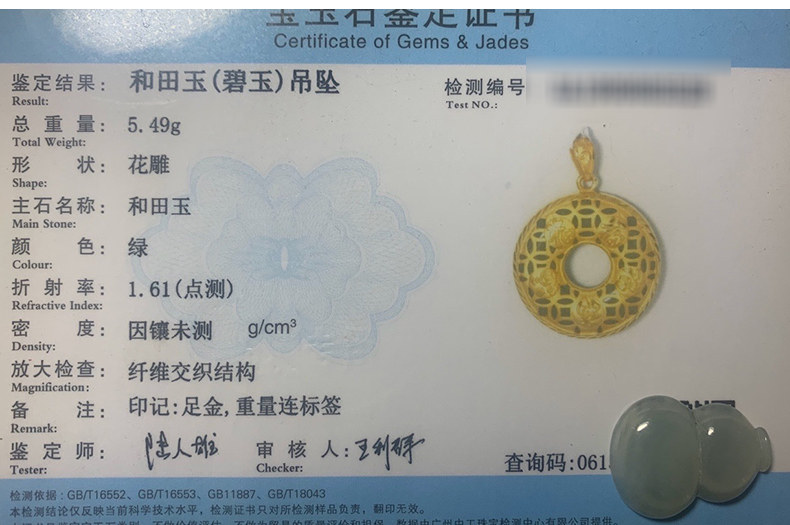 宝玉石鉴定证书
Certificate of Gems & Jades
鉴定结果: 和田玉(碧玉)吊坠
Result:
检测编号
Test NO.:
总重量: 5.49g
Total Weight:
形状: 花雕
Shape:
主石名称: 和田玉
Main Stone:
颜色: 绿
Colour:
折射率: 1.61(点测)
Refractive Index:
密度: 因镶未测 g/cm³
Density:
放大检查: 纤维交织结构
Magnification:
备注: 印记:足金,重量连标签
Remark:
鉴定师:
Tester:
审核人:
Checker:
查询码:061
检测依据: GB/T16552、GB/T16553、GB11887、GB/T18043
本检测结论仅反映当前科学技术水平, 检测证书只对所检测样品负责, 翻印无效。